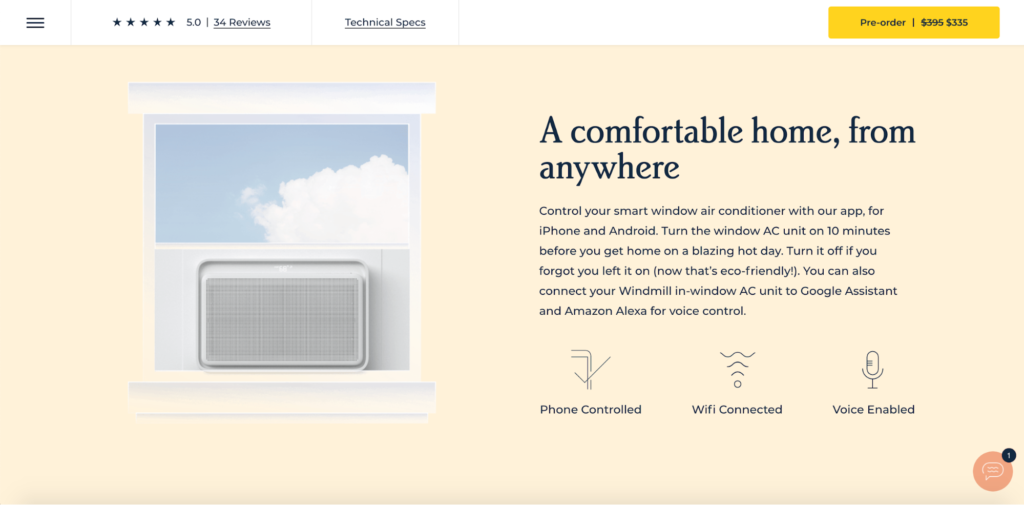 ★★★★★ 5.0 | 34 Reviews
Technical Specs
Pre-order | $395 $335
A comfortable home, from
anywhere
Control your smart window air conditioner with our app, for
iPhone and Android. Turn the window AC unit on 10 minutes
before you get home on a blazing hot day. Turn it off if you
forgot you left it on (now that's eco-friendly!). You can also
connect your Windmill in-window AC unit to Google Assistant
and Amazon Alexa for voice control.
Phone Controlled
Wifi Connected
Voice Enabled
1